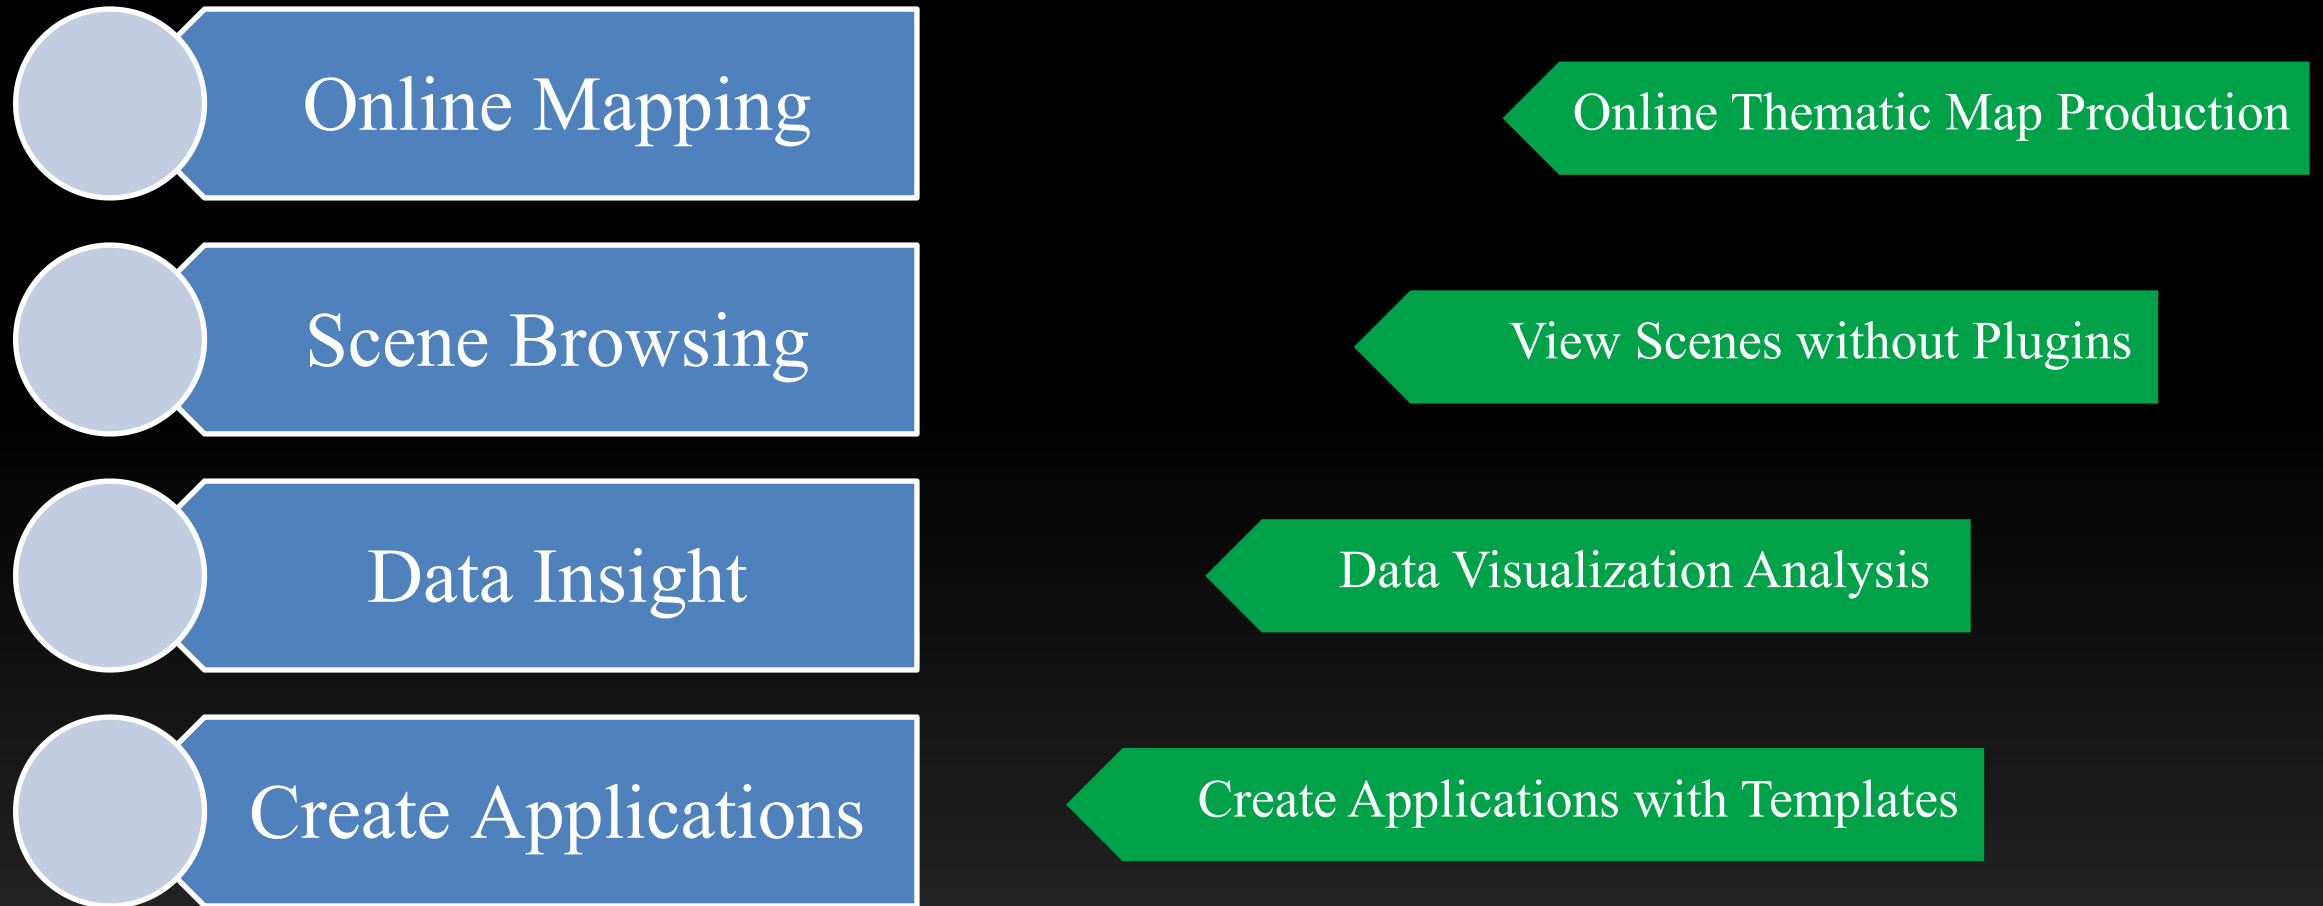 Online Mapping
Online Thematic Map Production
Scene Browsing
View Scenes without Plugins
Data Insight
Data Visualization Analysis
Create Applications
Create Applications with Templates